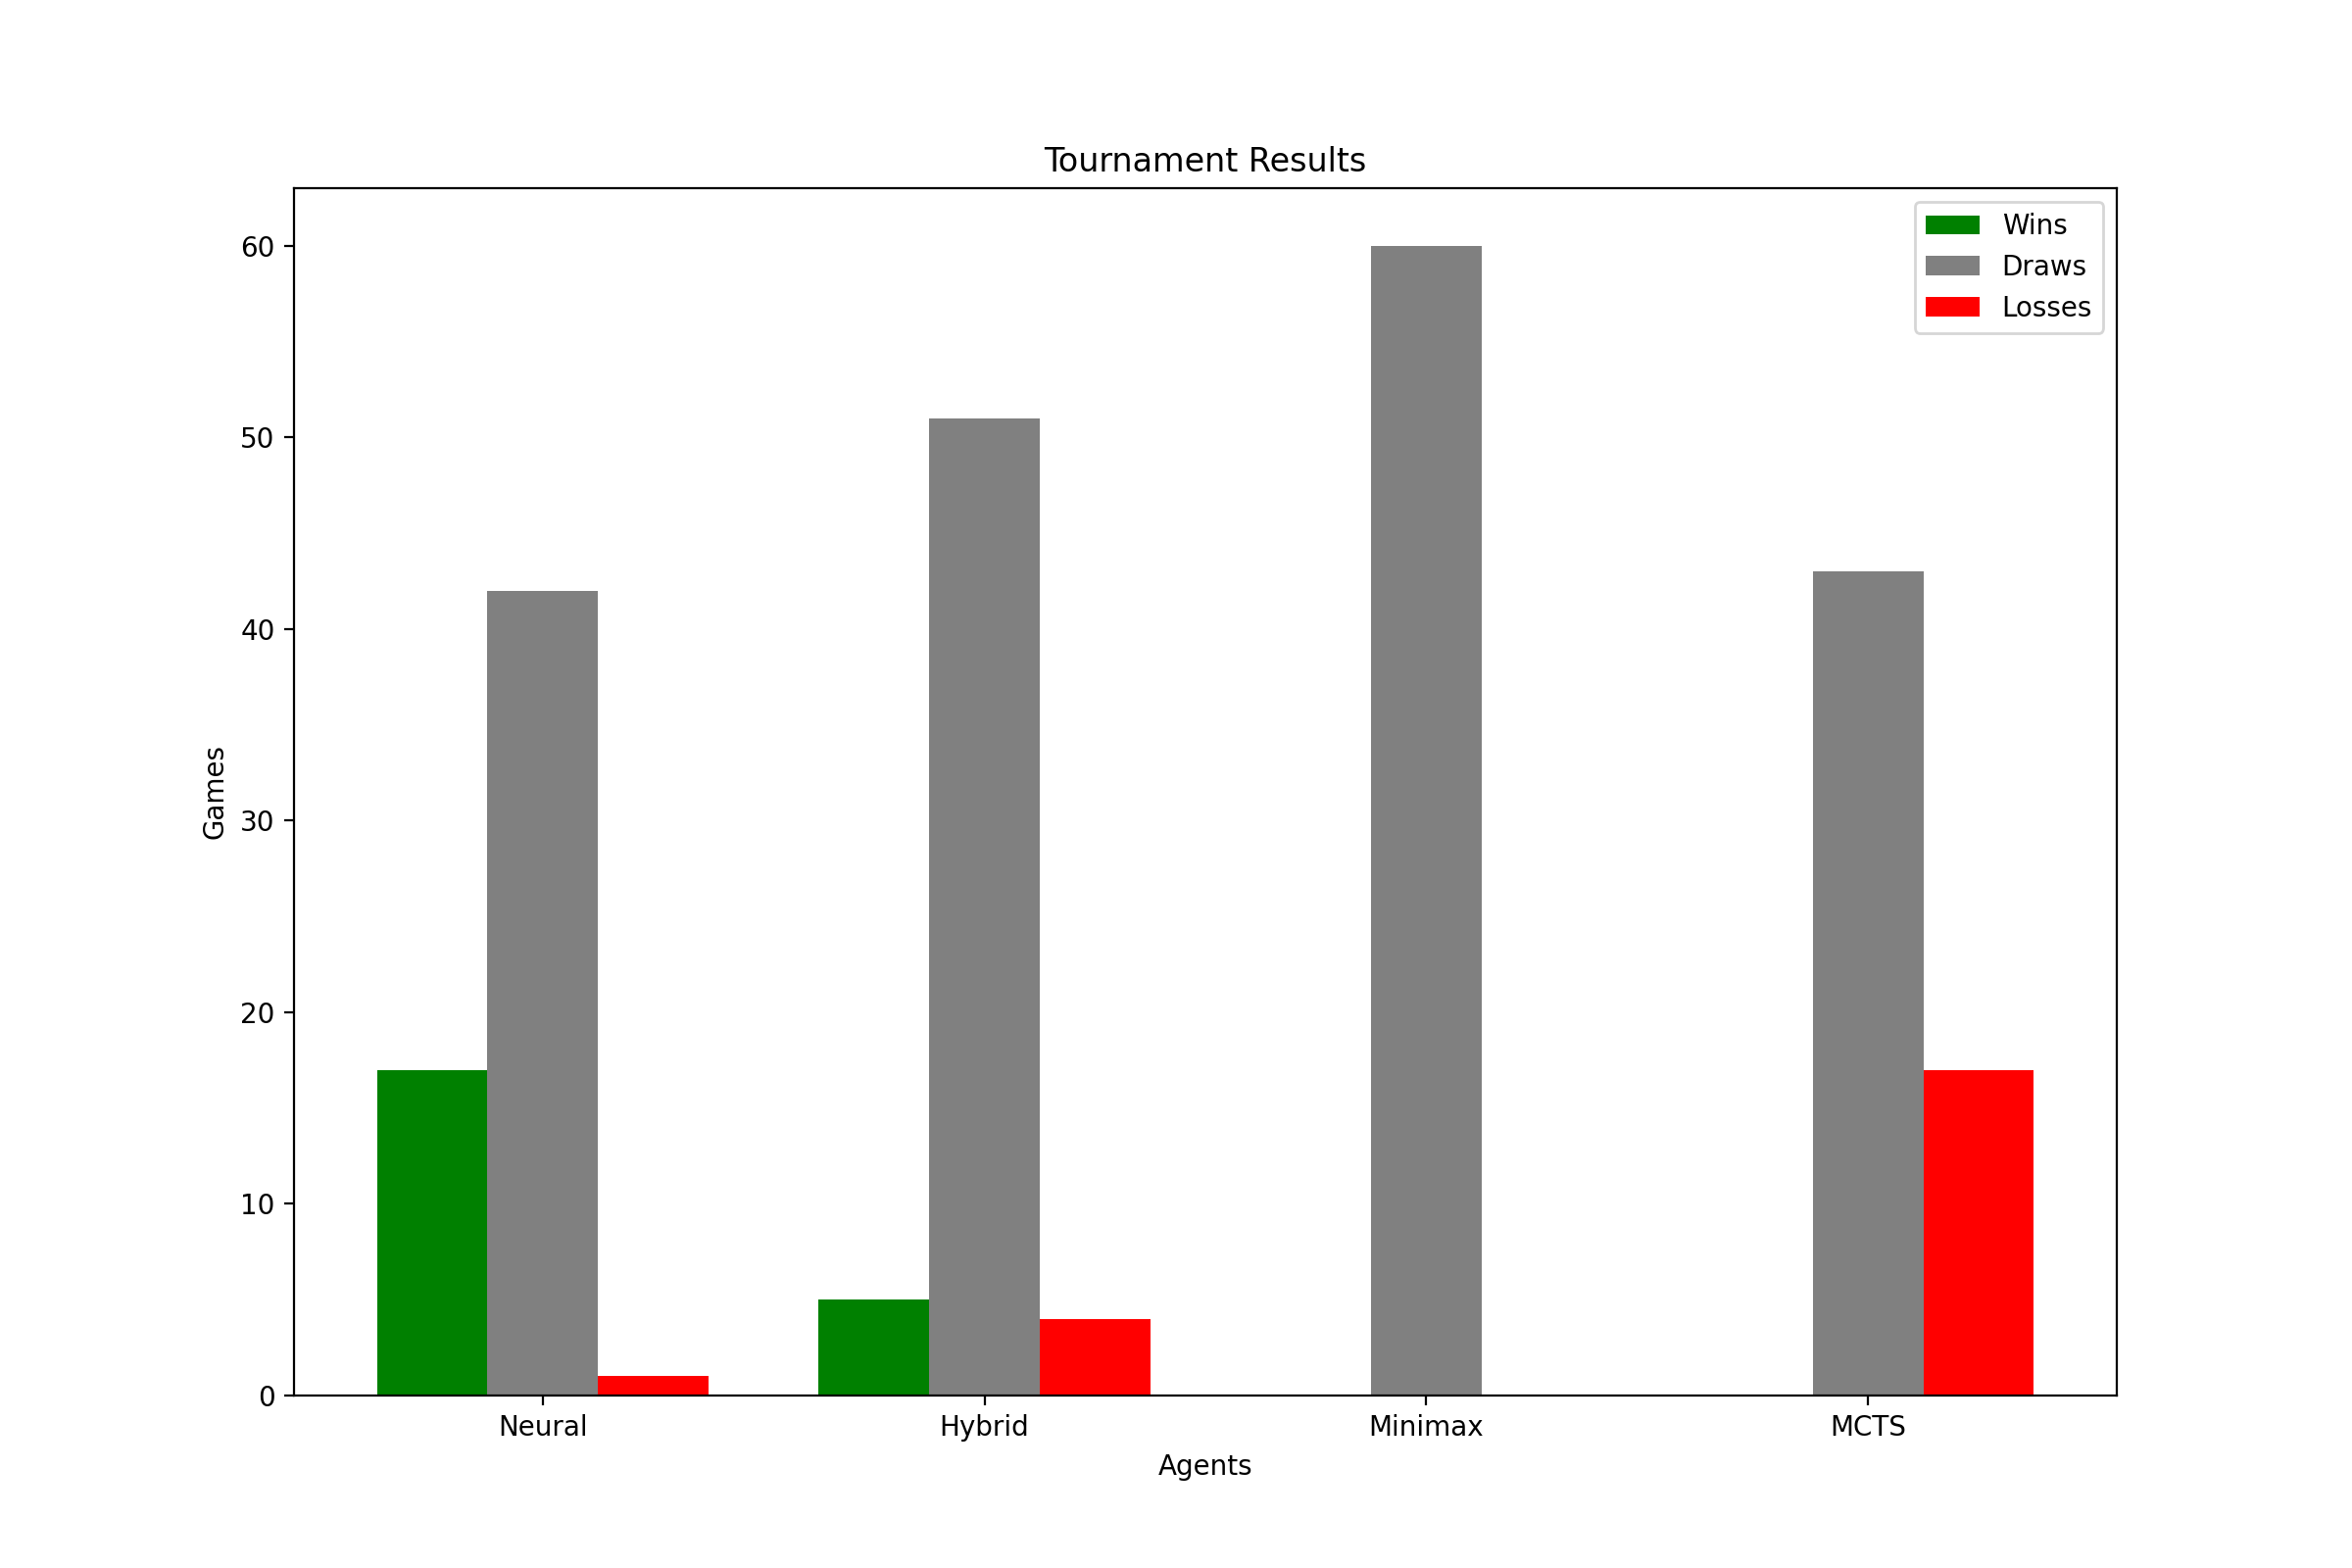 Tournament Results
Wins
Draws
Losses
60
50
40
30
20
10
0
Games
Neural
Hybrid
Minimax
MCTS
Agents